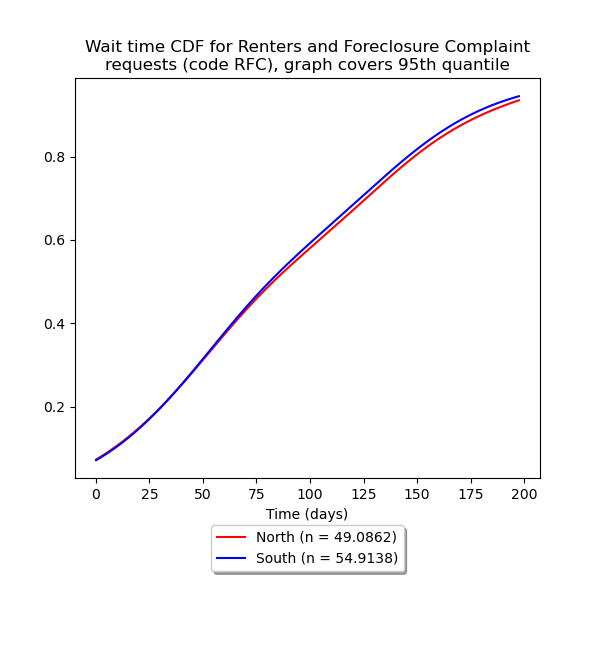 Wait time CDF for Renters and Foreclosure Complaint
requests (code RFC), graph covers 95th quantile
0.8
0.6
0.4
0.2
0 25 50 75 100 125 150 175 200
Time (days)
North (n = 49.0862)
South (n = 54.9138)